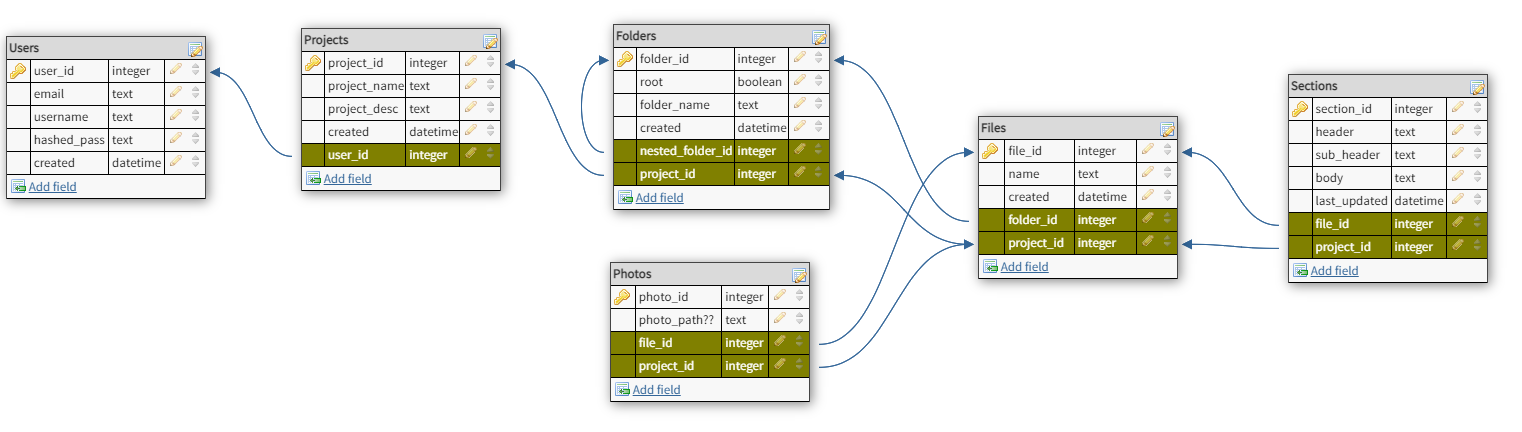 Users
user_id integer
email text
username text
hashed_pass text
created datetime
Add field
Projects
project_id integer
project_name text
project_desc text
created datetime
user_id integer
Add field
Folders
folder_id integer
root boolean
folder_name text
created datetime
nested_folder_id integer
project_id integer
Add field
Photos
photo_id integer
photo_path?? text
file_id integer
project_id integer
Add field
Files
file_id integer
name text
created datetime
folder_id integer
project_id integer
Add field
Sections
section_id integer
header text
sub_header text
body text
last_updated datetime
file_id integer
project_id integer
Add field